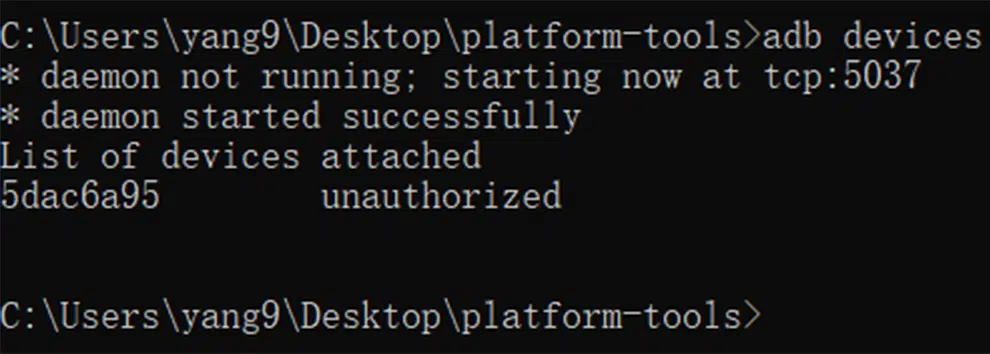 C:\Users\yang9\Desktop\platform-tools>adb devices
* daemon not running; starting now at tcp:5037
* daemon started successfully
List of devices attached
5dac6a95        unauthorized
C:\Users\yang9\Desktop\platform-tools>